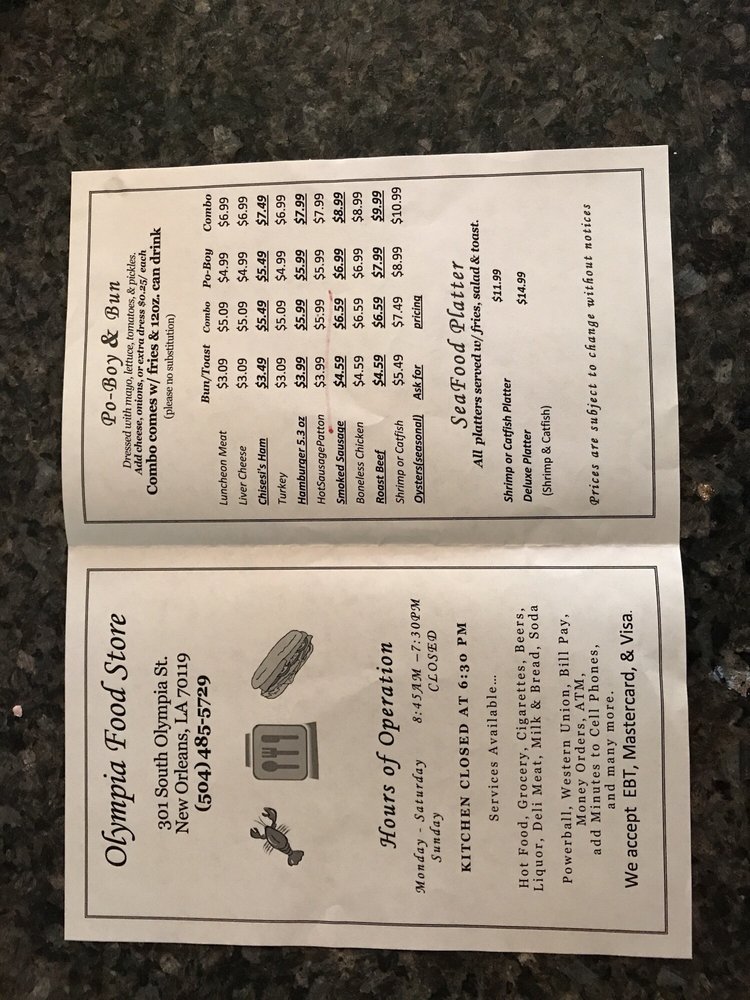 Olympia Food Store
301 South Olympia St.
New Orleans, LA 70119
(504) 485-5729
Hours of Operation
Monday - Saturday 8:45AM –7:30PM
Sunday CLOSED
KITCHEN CLOSED AT 6:30 PM
Services Available...
Hot Food, Grocery, Cigarettes, Beers,
Liquor, Deli Meat, Milk & Bread, Soda
Powerball, Western Union, Bill Pay,
Money Orders, ATM,
add Minutes to Cell Phones,
and many more.
We accept EBT, Mastercard, & Visa.
Po-Boy & Bun
Dressed with mayo, lettuce, tomatoes, & pickles.
Add cheese, onions, or extra dress $0.25/ each
Combo comes w/ fries & 12oz. can drink
(please no substitution)
Bun/Toast Combo Po-Boy Combo
Luncheon Meat $3.09 $5.09 $4.99 $6.99
Liver Cheese $3.09 $5.09 $4.99 $6.99
Chisesi's Ham $3.49 $5.49 $5.49 $7.49
Turkey $3.09 $5.09 $4.99 $6.99
Hamburger 5.3 oz $3.99 $5.99 $5.99 $7.99
HotSausagePatton $3.99 $5.99 $5.99 $7.99
Smoked Sausage $4.59 $6.59 $6.99 $8.99
Boneless Chicken $4.59 $6.59 $6.99 $8.99
Roast Beef $4.59 $6.59 $7.99 $9.99
Shrimp or Catfish $5.49 $7.49 $8.99 $10.99
Oysters(seasonal) Ask for pricing
SeaFood Platter
All platters served w/ fries, salad & toast.
Shrimp or Catfish Platter $11.99
Deluxe Platter $14.99
(Shrimp & Catfish)
Prices are subject to change without notices